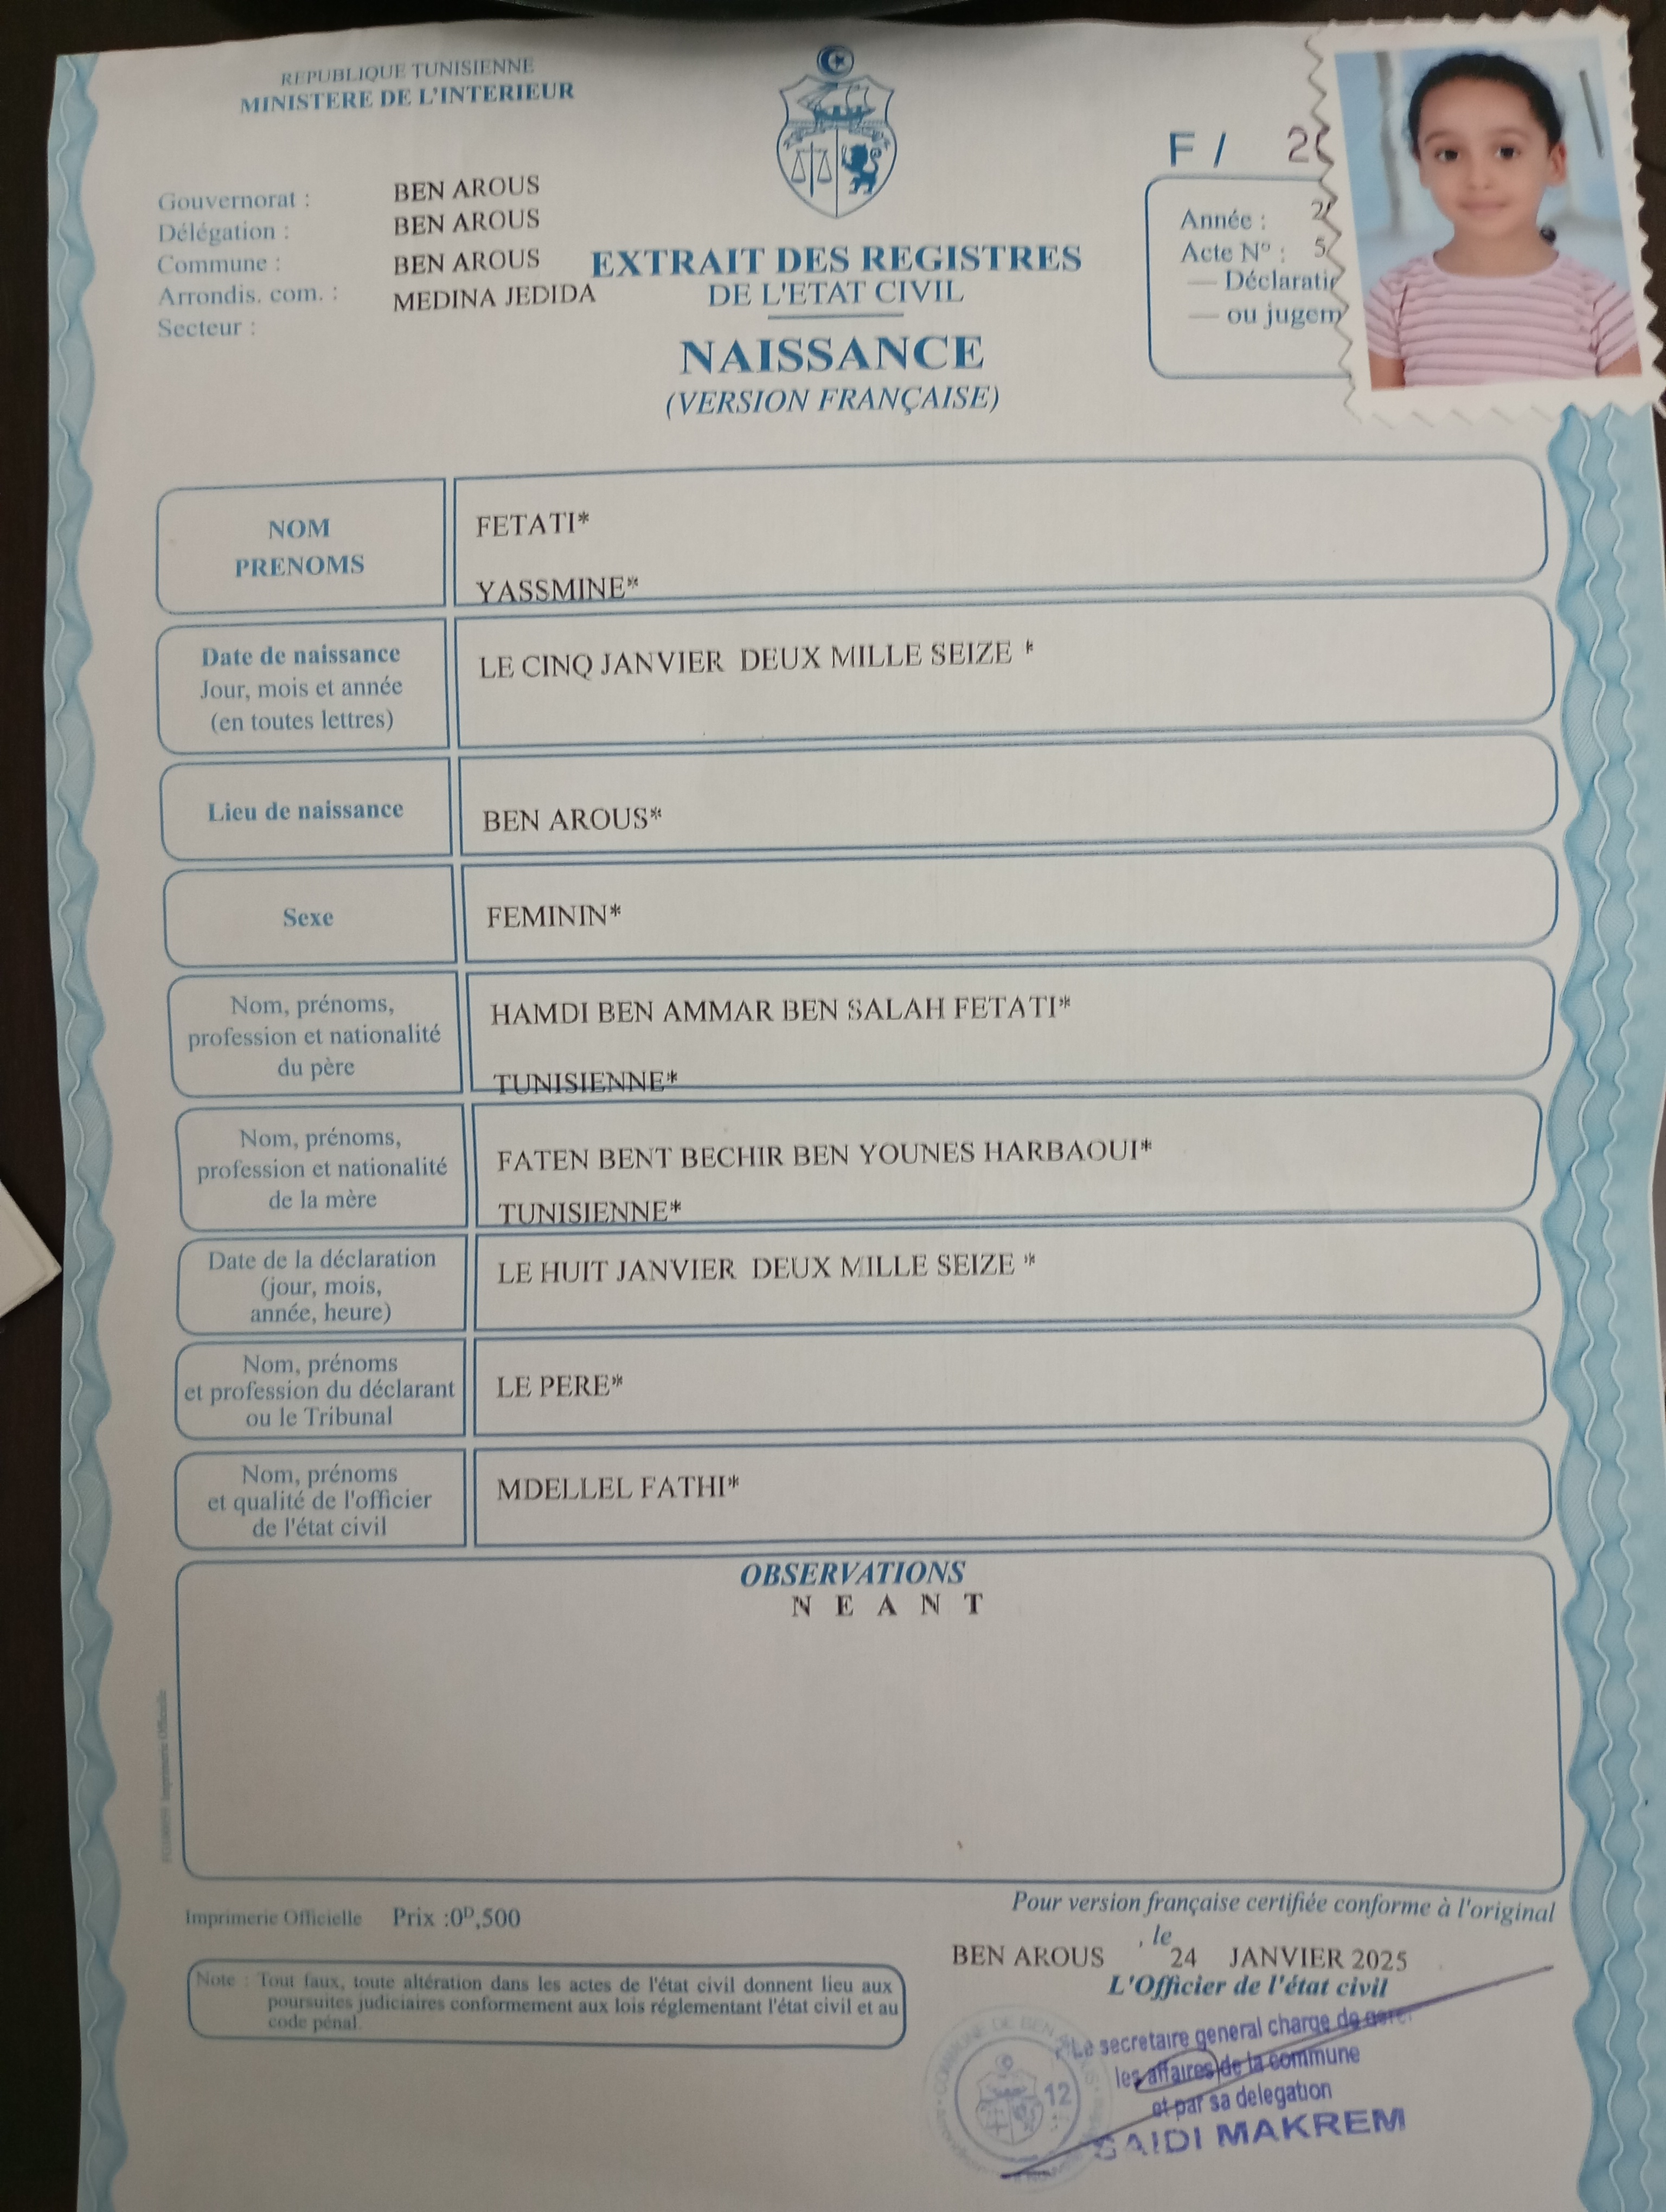 REPUBLIQUE TUNISIENNE
MINISTERE DE L'INTERIEUR
Gouvernorat : BEN AROUS
Délégation : BEN AROUS
Commune : BEN AROUS
Arrondis. com. : MEDINA JEDIDA
Secteur :
EXTRAIT DES REGISTRES
DE L'ETAT CIVIL
NAISSANCE
(VERSION FRANÇAISE)
F /
Année :
Acte N° : 5
— ou
NOM
PRENOMS
FETATI*
YASSMINE*
Date de naissance
Jour, mois et année
(en toutes lettres)
LE CINQ JANVIER DEUX MILLE SEIZE *
Lieu de naissance
BEN AROUS*
Sexe
FEMININ*
Nom, prénoms,
profession et nationalité
du père
HAMDI BEN AMMAR BEN SALAH FETATI*
TUNISIENNE*
Nom, prénoms,
profession et nationalité
de la mère
FATEN BENT BECHIR BEN YOUNES HARBAOUI*
TUNISIENNE*
Date de la déclaration
(jour, mois,
année, heure)
LE HUIT JANVIER DEUX MILLE SEIZE *
Nom, prénoms
et profession du déclarant
ou le Tribunal
LE PERE*
Nom, prénoms
et qualité de l'officier
de l'état civil
MDELLEL FATHI*
OBSERVATIONS
N E A N T
Imprimerie Officielle
Imprimerie Officielle Prix :0ᴰ,500
Pour version française certifiée conforme à l'original
BEN AROUS , le 24 JANVIER 2025
L'Officier de l'état civil
Note : Tout faux, toute altération dans les actes de l'état civil donnent lieu aux
poursuites judiciaires conformement aux lois réglementant l'état civil et au
code pénal.
Le secretaire general charge de gerer
les affaires de la commune
et par sa delegation
SAIDI MAKREM
COMMUNE DE BEN
12